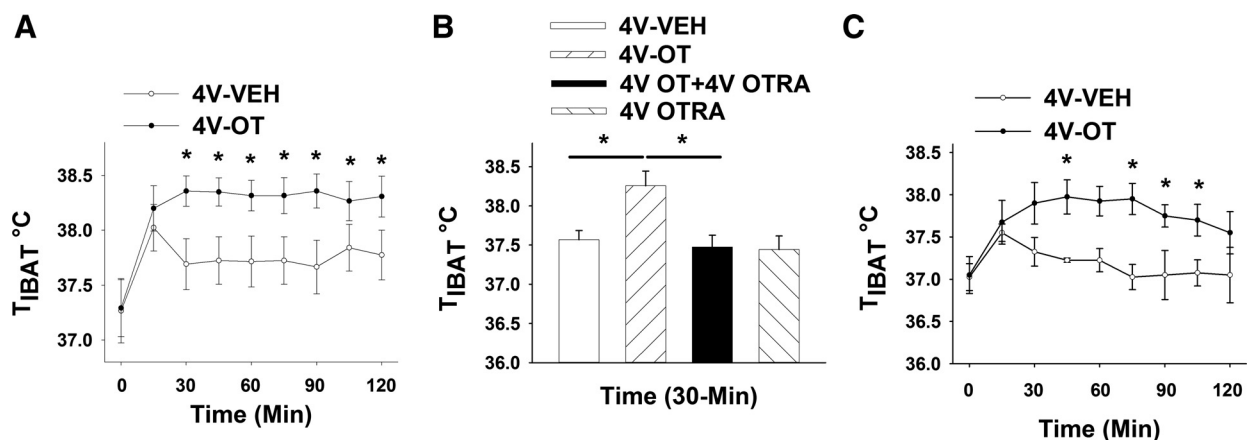 A
4V-VEH
4V-OT
* * * * * * *
38.5
38.0
37.5
37.0
TIBAT °C
0 30 60 90 120
Time (Min)
B
4V-VEH
4V-OT
4V OT+4V OTRA
4V OTRA
* *
38.5
38.0
37.5
37.0
36.5
36.0
TIBAT °C
Time (30-Min)
C
4V-VEH
4V-OT
* * * *
38.5
38.0
37.5
37.0
36.5
36.0
TIBAT °C
0 30 60 90 120
Time (Min)